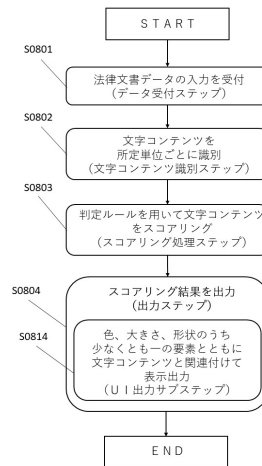 START
S0801
法律文書データの入力を受付
(データ受付ステップ)
S0802
文字コンテンツを
所定単位ごとに識別
(文字コンテンツ識別ステップ)
S0803
判定ルールを用いて文字コンテンツ
をスコアリング
(スコアリング処理ステップ)
S0804
スコアリング結果を出力
(出力ステップ)
S0814
色、大きさ、形状のうち
少なくとも一の要素とともに
文字コンテンツと関連付けて
表示出力
(UI出力サブステップ)
END